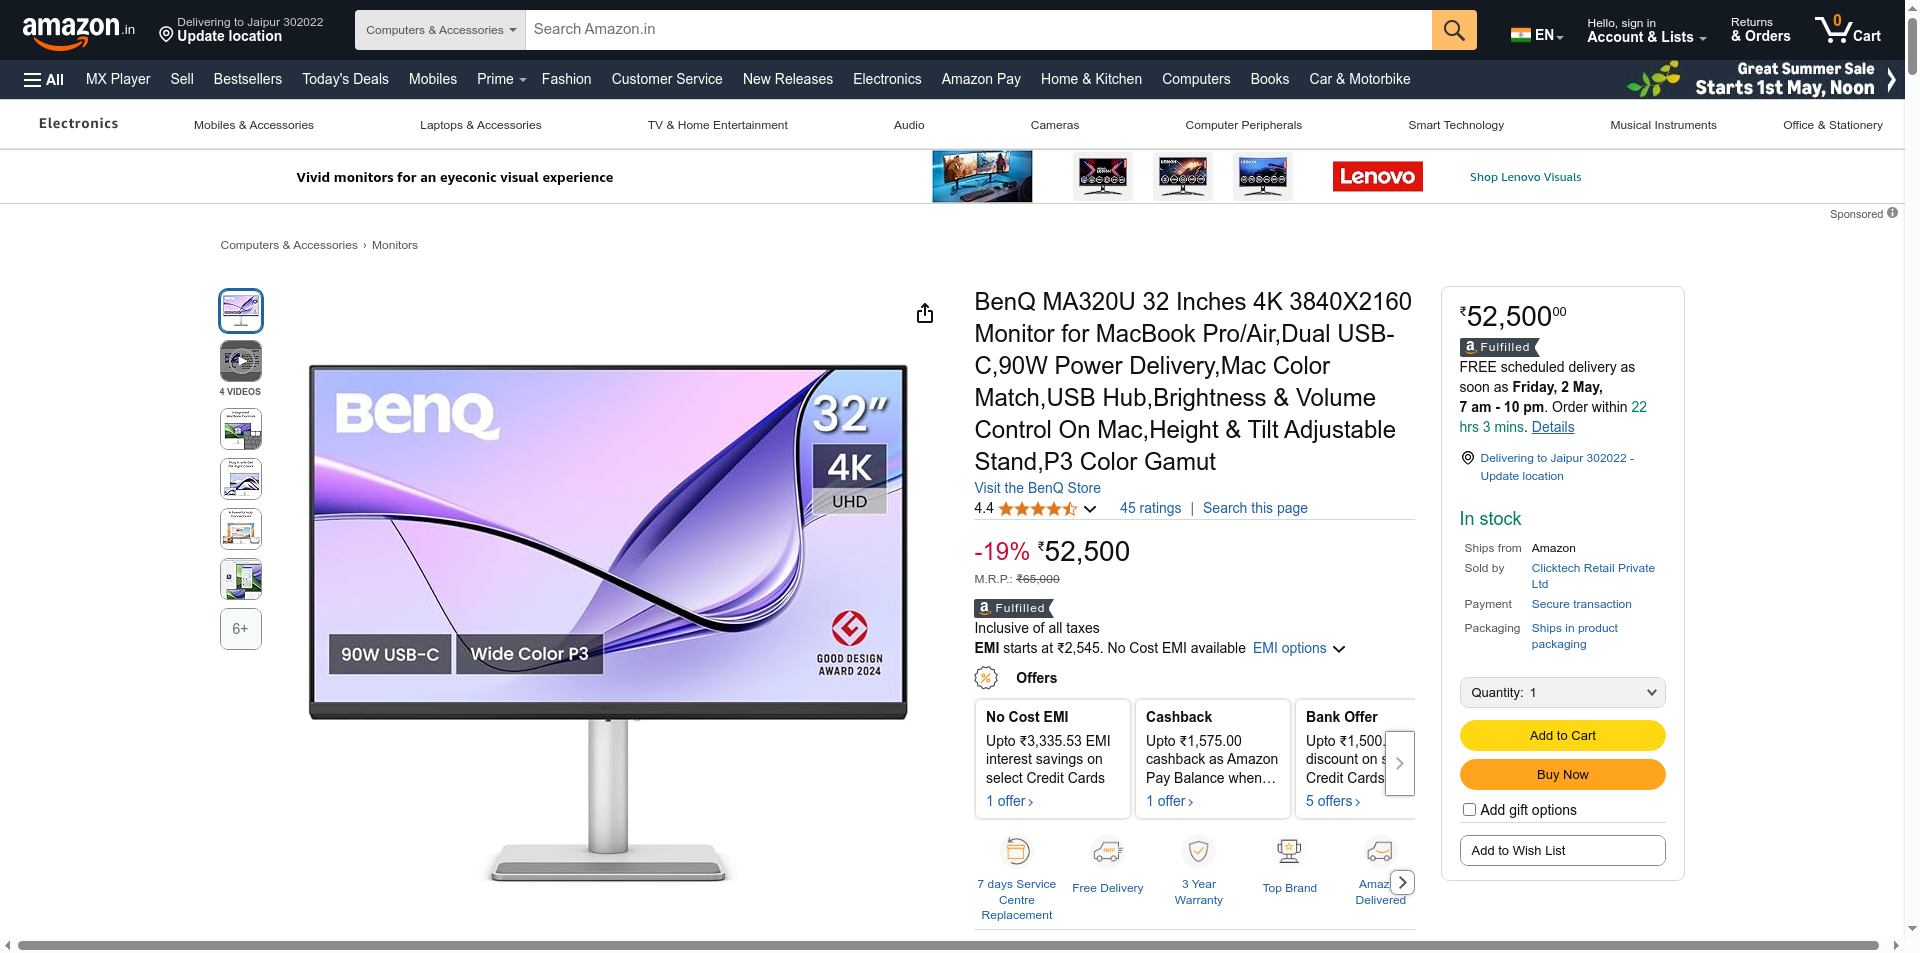 amazon.in
Delivering to Jaipur 302022
Update location
Computers & Accessories
Search Amazon.in
EN
Hello, sign in
Account & Lists
Returns
& Orders
0
Cart
All
MX Player
Sell
Bestsellers
Today's Deals
Mobiles
Prime
Fashion
Customer Service
New Releases
Electronics
Amazon Pay
Home & Kitchen
Computers
Books
Car & Motorbike
Great Summer Sale
Starts 1st May, Noon
Electronics
Mobiles & Accessories
Laptops & Accessories
TV & Home Entertainment
Audio
Cameras
Computer Peripherals
Smart Technology
Musical Instruments
Office & Stationery
Vivid monitors for an eyeconic visual experience
Lenovo
Shop Lenovo Visuals
Sponsored
Computers & Accessories › Monitors
4 VIDEOS
6+
BenQ
32”
4K
UHD
90W USB-C
Wide Color P3
GOOD DESIGN
AWARD 2024
BenQ MA320U 32 Inches 4K 3840X2160
Monitor for MacBook Pro/Air,Dual USB-
C,90W Power Delivery,Mac Color
Match,USB Hub,Brightness & Volume
Control On Mac,Height & Tilt Adjustable
Stand,P3 Color Gamut
Visit the BenQ Store
4.4
45 ratings | Search this page
-19% ₹52,500
M.R.P.: ₹65,000
a Fulfilled
Inclusive of all taxes
EMI starts at ₹2,545. No Cost EMI available EMI options
Offers
No Cost EMI
Upto ₹3,335.53 EMI
interest savings on
select Credit Cards
1 offer ›
Cashback
Upto ₹1,575.00
cashback as Amazon
Pay Balance when…
1 offer ›
Bank Offer
Upto ₹1,500.
discount on s
Credit Cards
5 offers ›
7 days Service
Centre
Replacement
Free Delivery
3 Year
Warranty
Top Brand
Amaz
Delivered
₹52,50000
a Fulfilled
FREE scheduled delivery as
soon as Friday, 2 May,
7 am - 10 pm. Order within 22
hrs 3 mins. Details
Delivering to Jaipur 302022 -
Update location
In stock
Ships from Amazon
Sold by Clicktech Retail Private
Ltd
Payment Secure transaction
Packaging Ships in product
packaging
Quantity: 1
Add to Cart
Buy Now
Add gift options
Add to Wish List